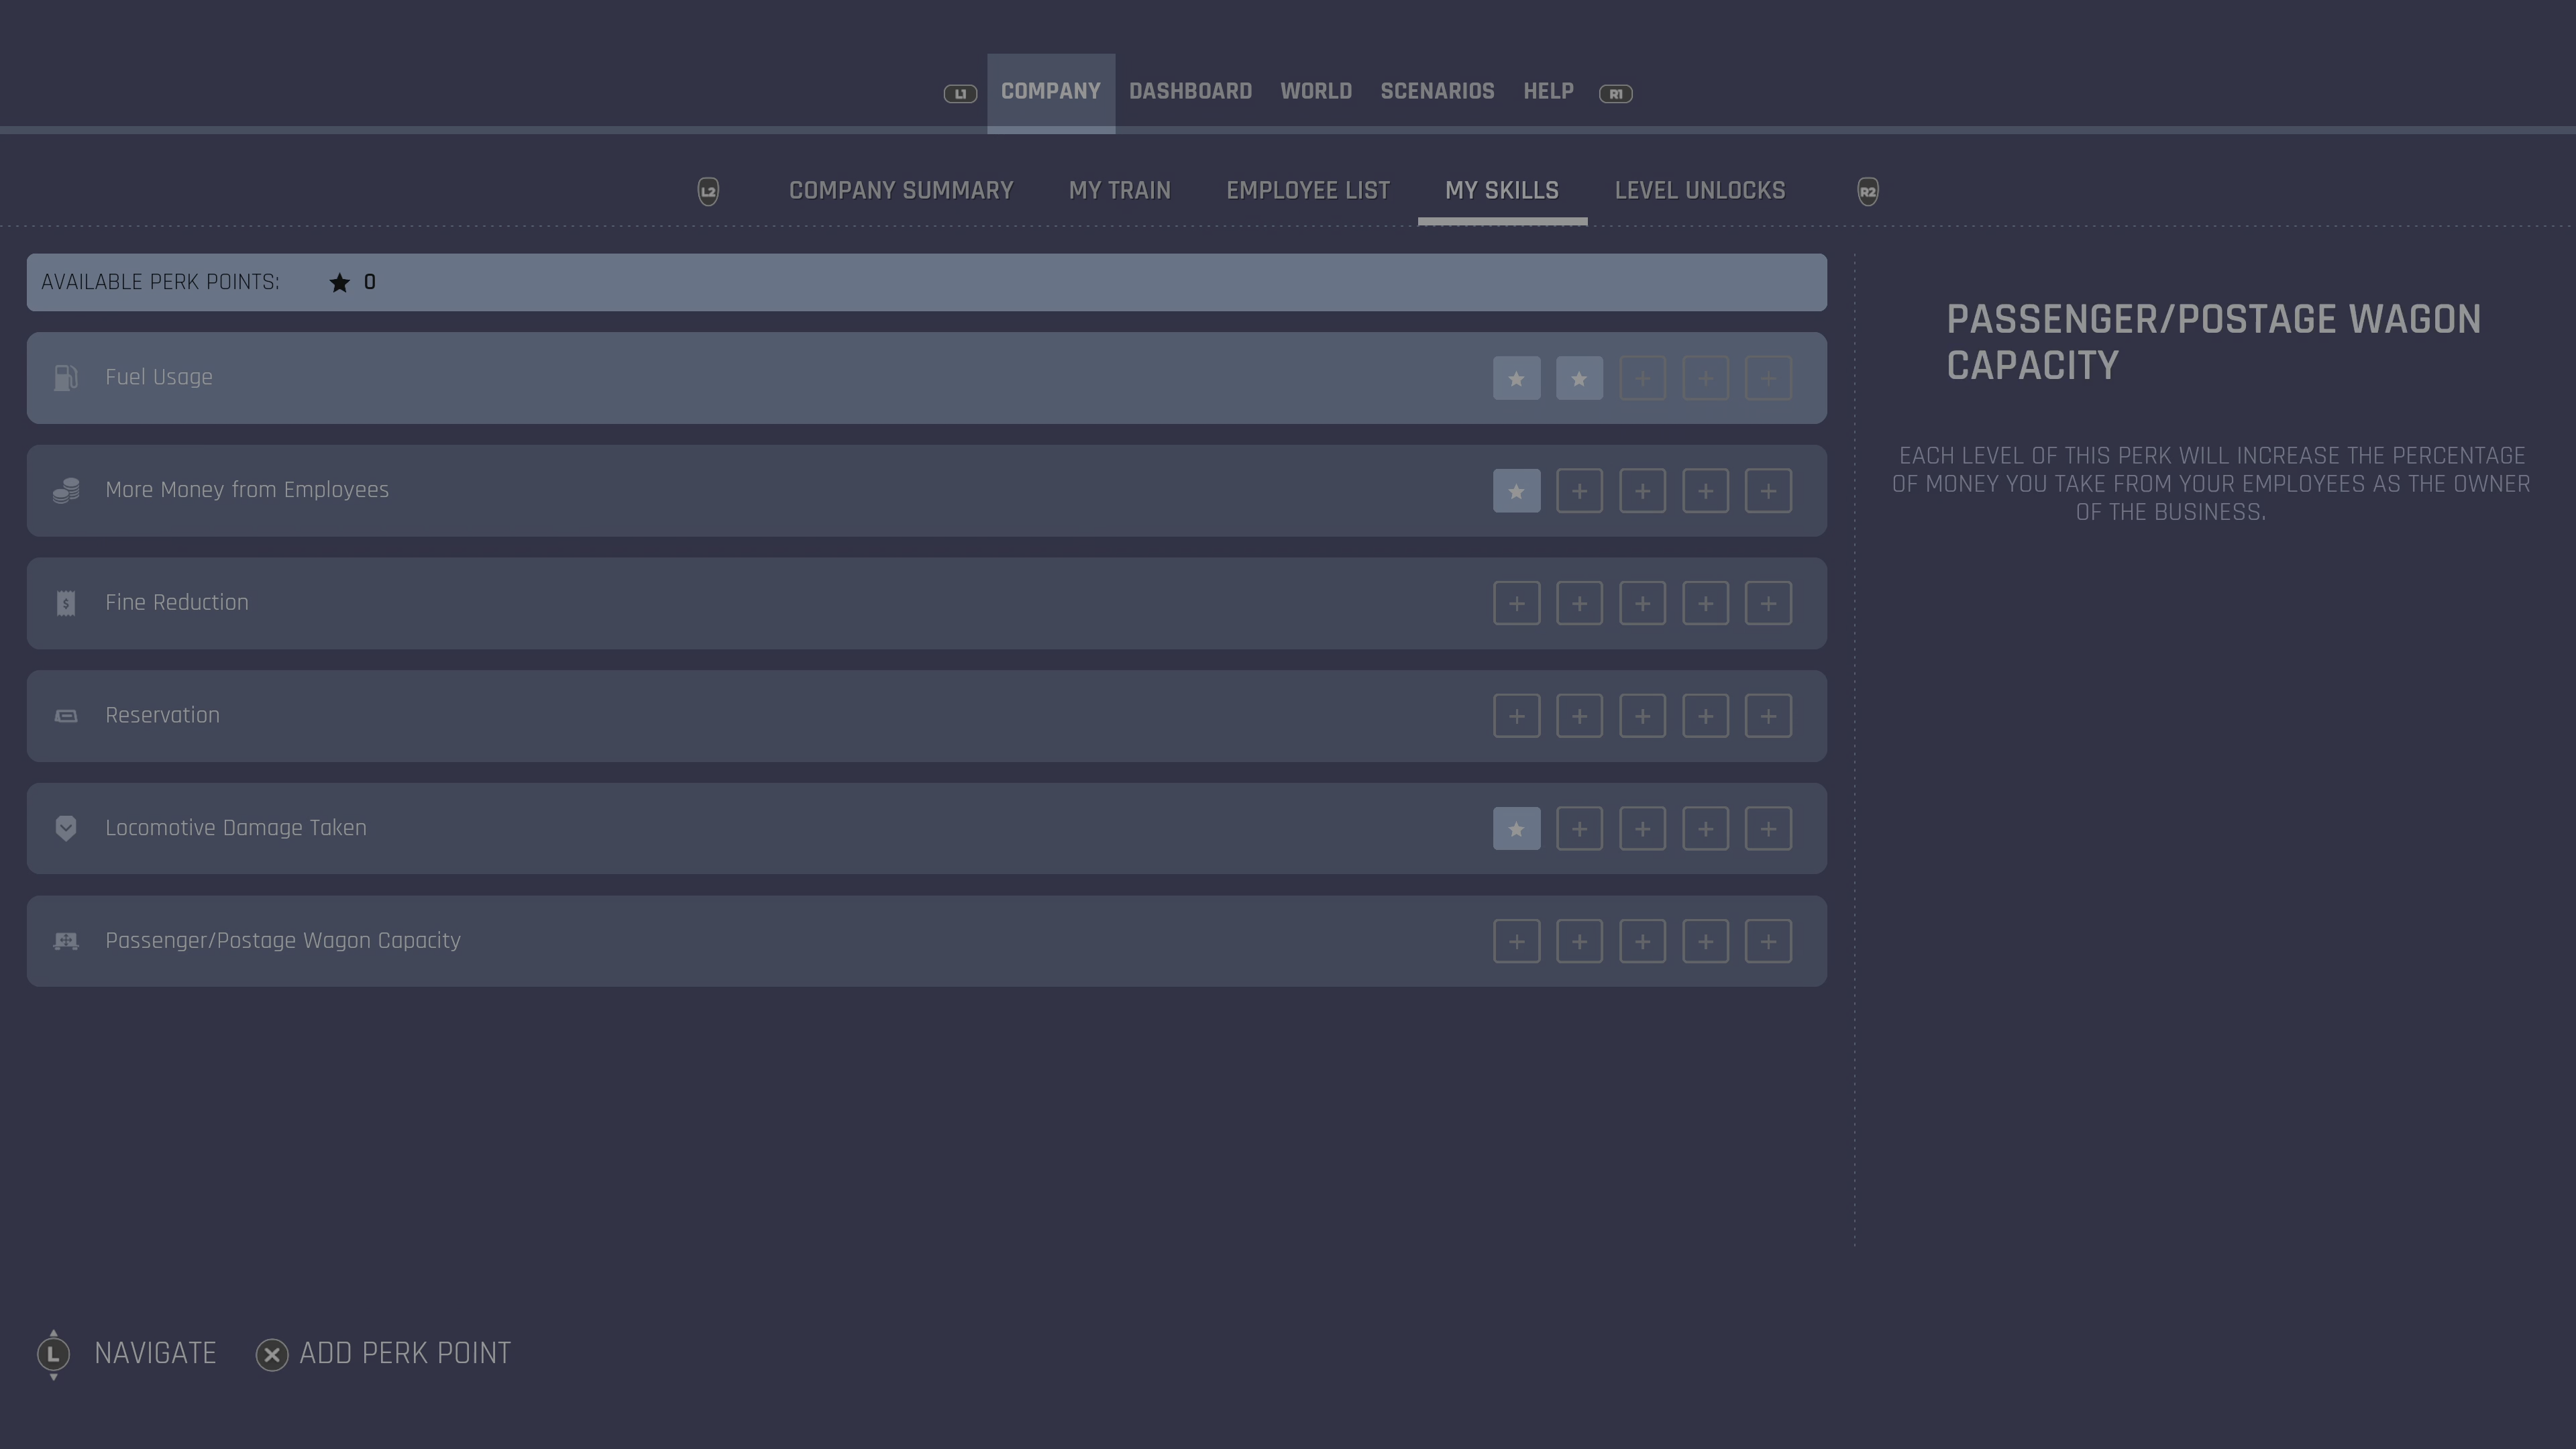 L1 COMPANY DASHBOARD WORLD SCENARIOS HELP R1
L2 COMPANY SUMMARY MY TRAIN EMPLOYEE LIST MY SKILLS LEVEL UNLOCKS R2
AVAILABLE PERK POINTS: 0
Fuel Usage
More Money from Employees
Fine Reduction
Reservation
Locomotive Damage Taken
Passenger/Postage Wagon Capacity
PASSENGER/POSTAGE WAGON
CAPACITY
EACH LEVEL OF THIS PERK WILL INCREASE THE PERCENTAGE
OF MONEY YOU TAKE FROM YOUR EMPLOYEES AS THE OWNER
OF THE BUSINESS.
L NAVIGATE ADD PERK POINT